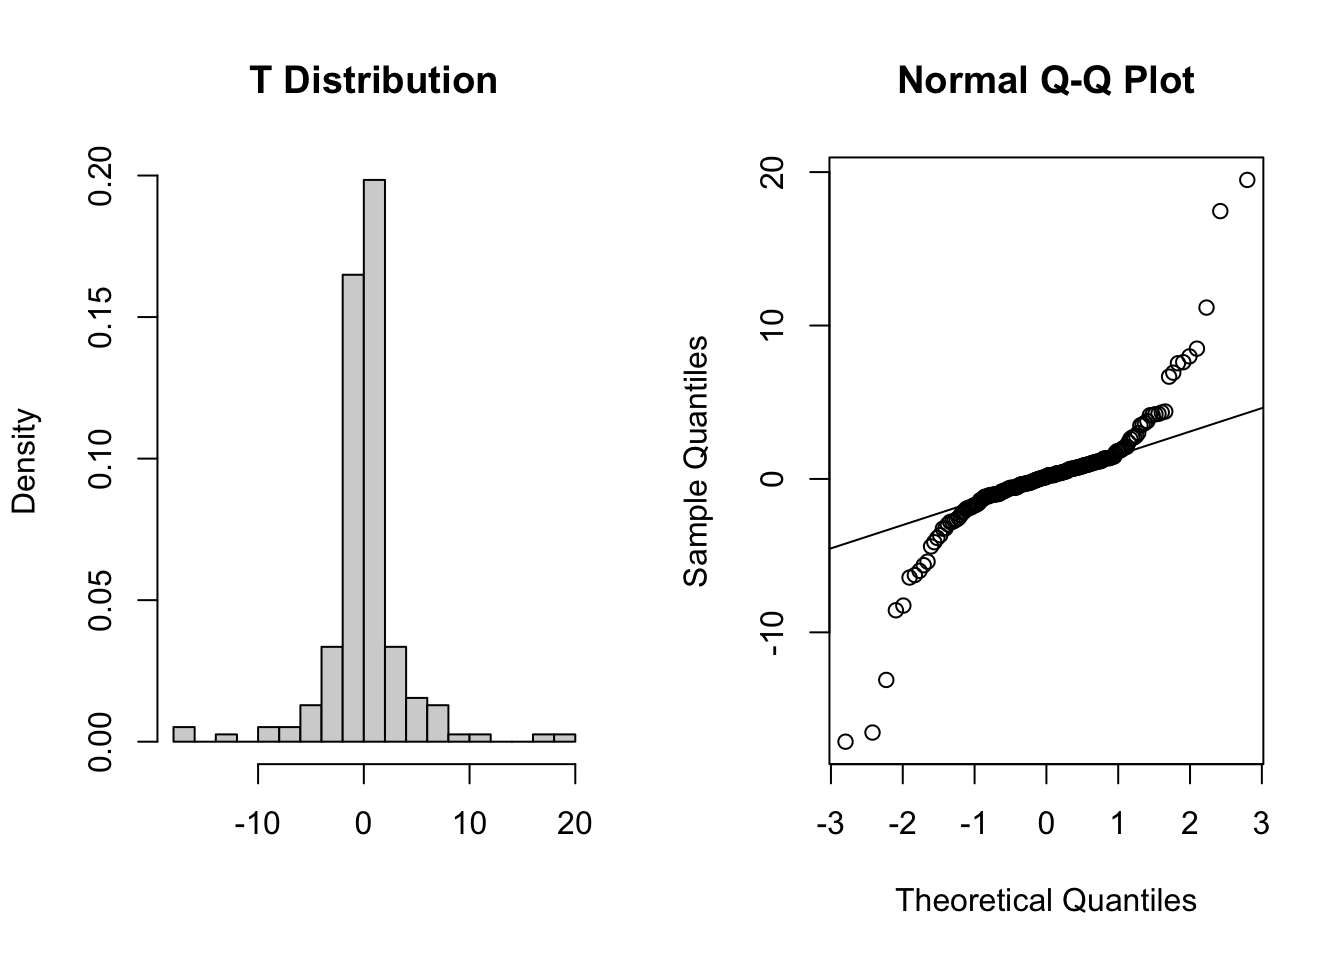 T Distribution
Density
0.00 0.05 0.10 0.15 0.20
-10 0 10 20
Normal Q-Q Plot
Sample Quantiles
-10 0 10 20
-3 -2 -1 0 1 2 3
Theoretical Quantiles